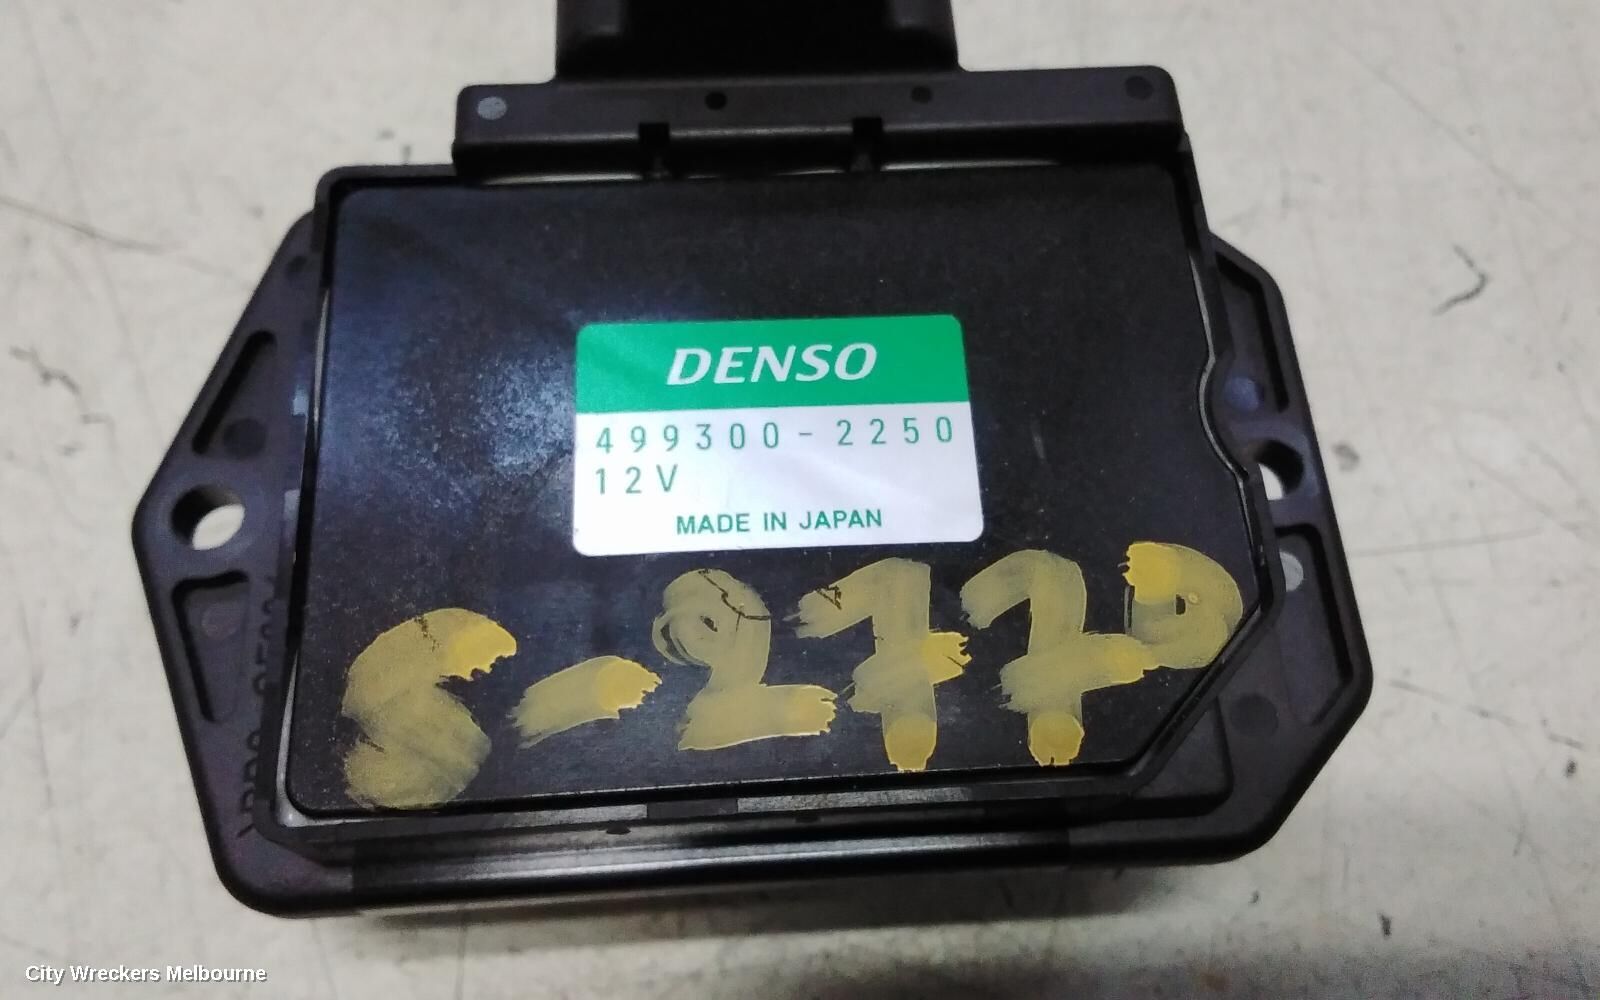 DENSO
499300-2250
12V
MADE IN JAPAN
S-2770
City Wreckers Melbourne